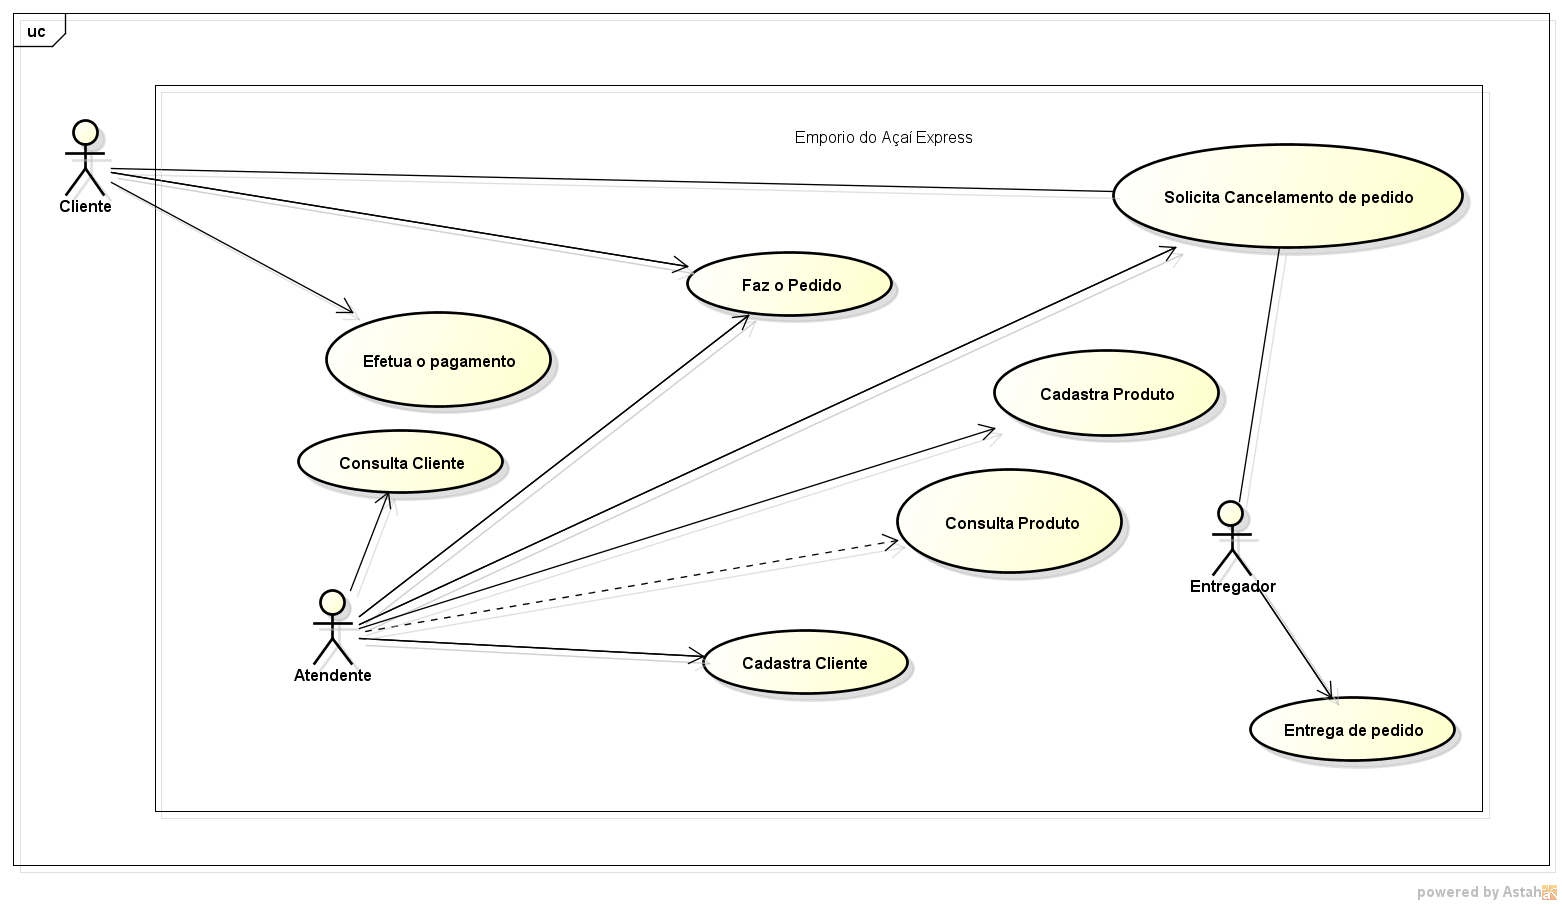 uc
Emporio do Açaí Express
Cliente
Solicita Cancelamento de pedido
Faz o Pedido
Efetua o pagamento
Cadastra Produto
Consulta Cliente
Consulta Produto
Entregador
Atendente
Cadastra Cliente
Entrega de pedido
powered by Astah